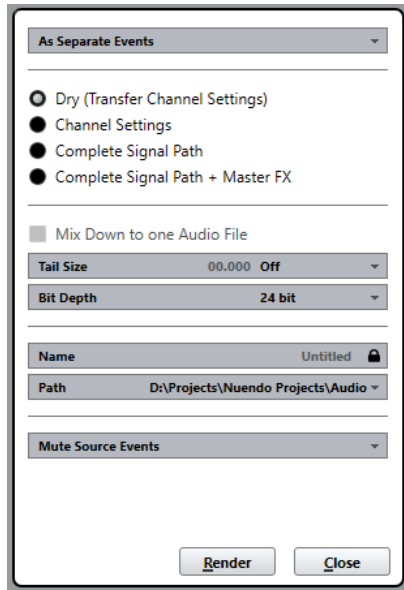 As Separate Events
Dry (Transfer Channel Settings)
Channel Settings
Complete Signal Path
Complete Signal Path + Master FX
Mix Down to one Audio File
Tail Size 00.000 Off
Bit Depth 24 bit
Name Untitled
Path D:\Projects\Nuendo Projects\Audio
Mute Source Events
Render Close